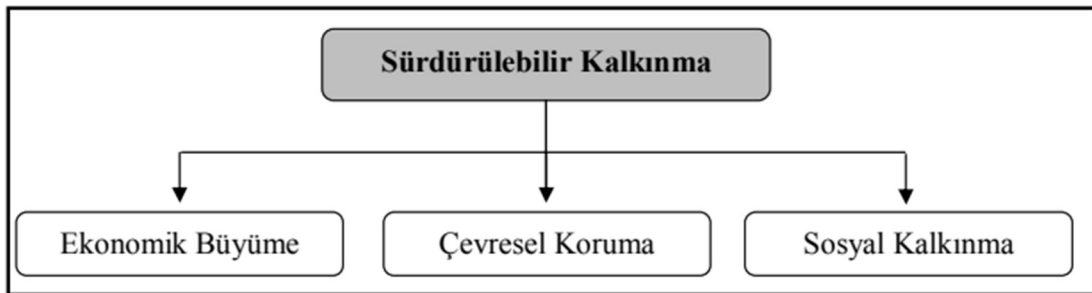 Sürdürülebilir Kalkınma
Ekonomik Büyüme
Çevresel Koruma
Sosyal Kalkınma